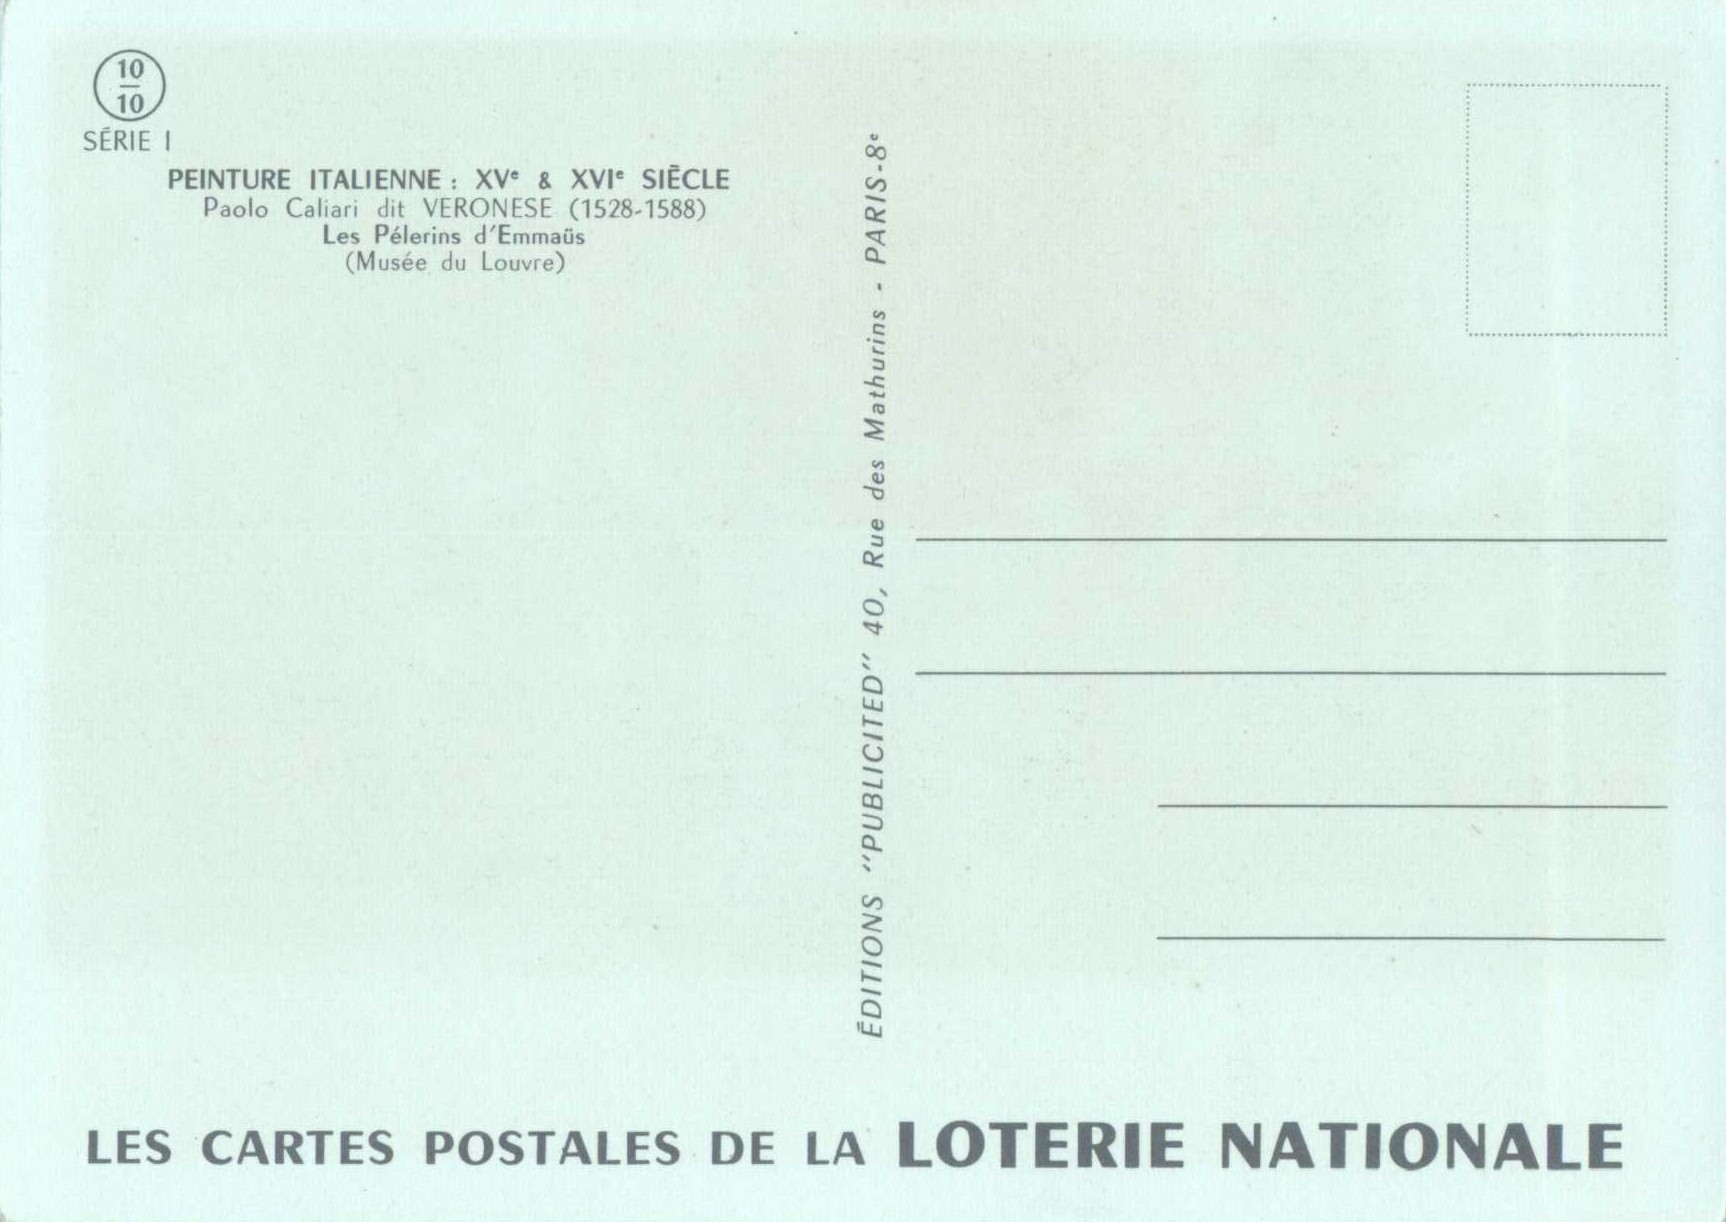 10
10
SÉRIE I
PEINTURE ITALIENNE : XVe & XVIe SIÈCLE
Paolo Caliari dit VERONESE (1528-1588)
Les Pélerins d'Emmaüs
(Musée du Louvre)
ÉDITIONS "PUBLICITED" 40, Rue des Mathurins - PARIS-8e
LES CARTES POSTALES DE LA LOTERIE NATIONALE